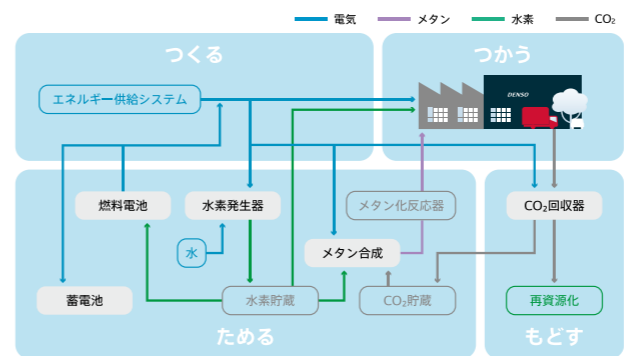 電気 メタン 水素 CO₂
つくる
つかう
エネルギー供給システム
DENSO
燃料電池
水素発生器
メタン化反応器
CO₂回収器
水
メタン合成
蓄電池
水素貯蔵
CO₂貯蔵
再資源化
ためる
もどす